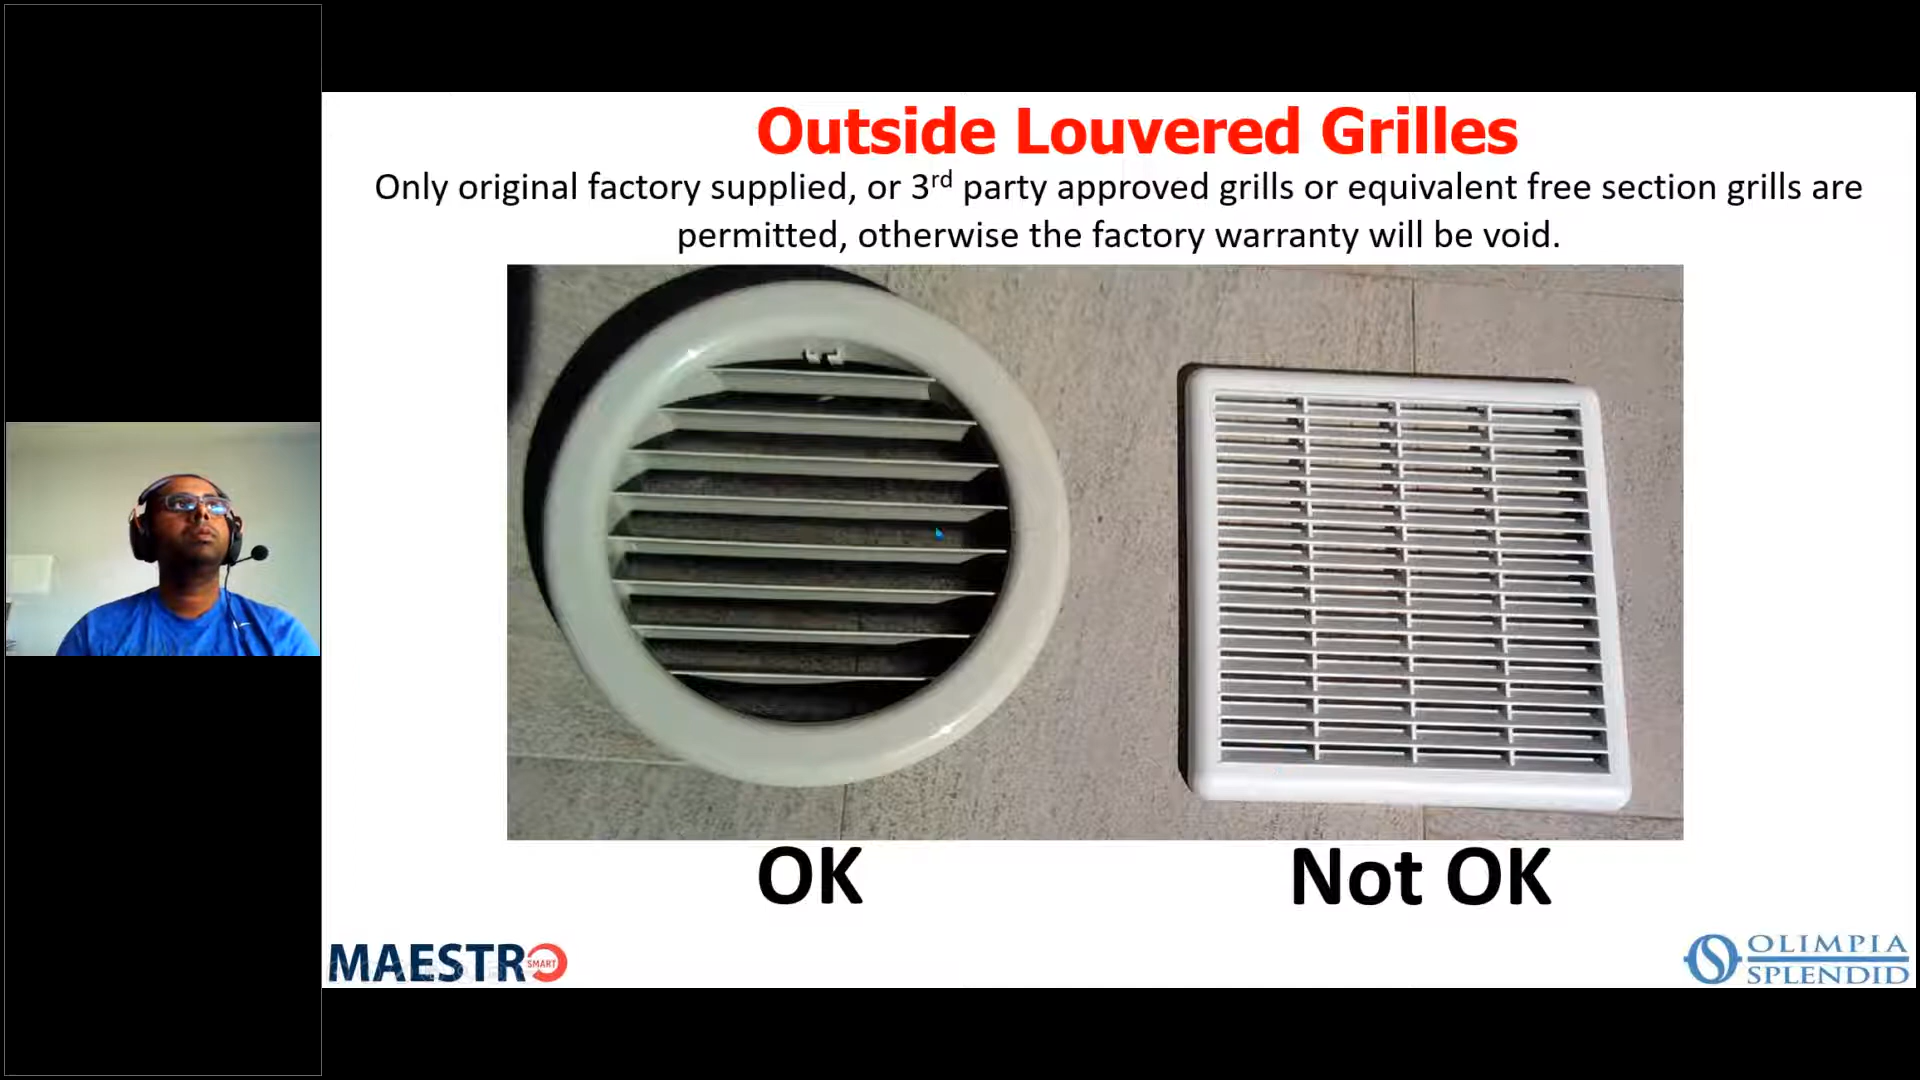 Outside Louvered Grilles
Only original factory supplied, or 3rd party approved grills or equivalent free section grills are
permitted, otherwise the factory warranty will be void.
OK
Not OK
MAESTRO SMART
OLIMPIA
SPLENDID